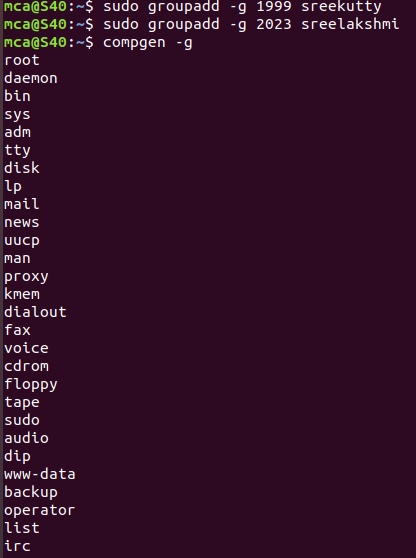 mca@S40:~$ sudo groupadd -g 1999 sreekutty
mca@S40:~$ sudo groupadd -g 2023 sreelakshmi
mca@S40:~$ compgen -g
root
daemon
bin
sys
adm
tty
disk
lp
mail
news
uucp
man
proxy
kmem
dialout
fax
voice
cdrom
floppy
tape
sudo
audio
dip
www-data
backup
operator
list
irc